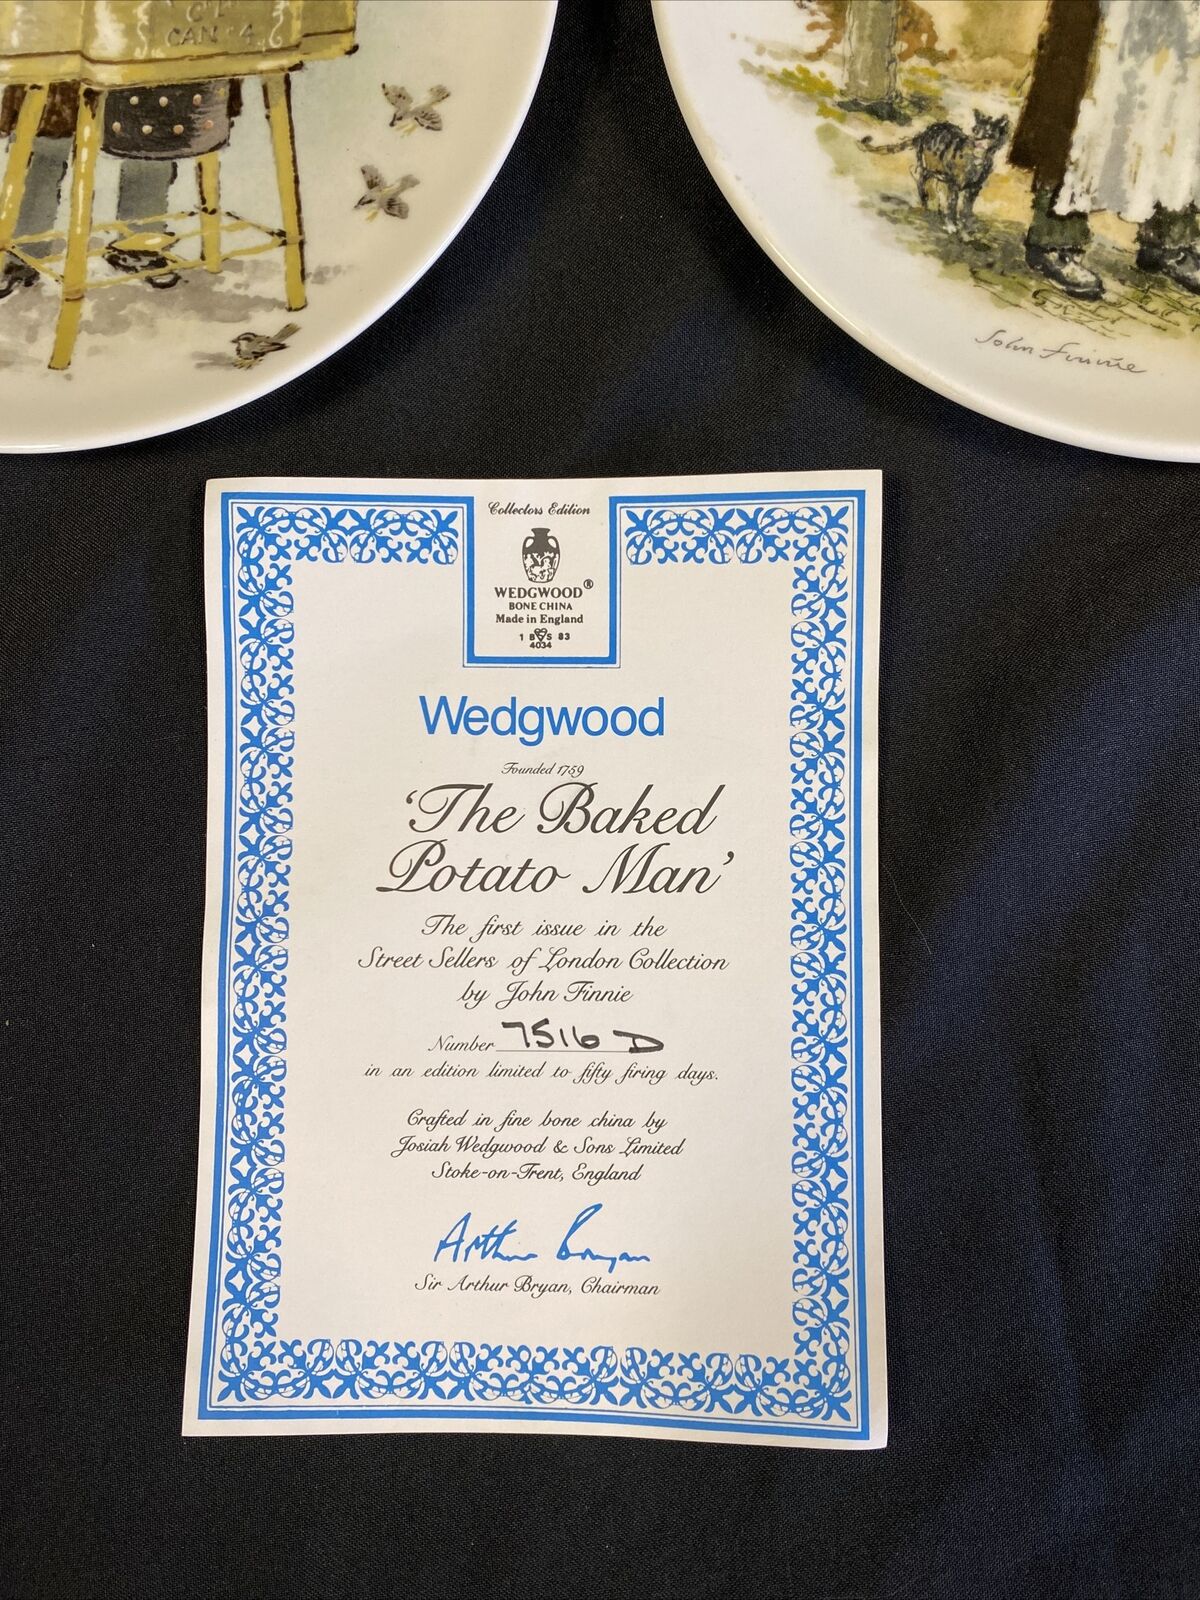 CAN
John Finnie
Collectors Edition
WEDGWOOD®
BONE CHINA
Made in England
1 BS 83
4034
Wedgwood
Founded 1759
‘The Baked
Potato Man’
The first issue in the
Street Sellers of London Collection
by John Finnie
Number 7516 D
in an edition limited to fifty firing days.
Crafted in fine bone china by
Josiah Wedgwood & Sons Limited
Stoke-on-Trent, England
Arthur Bryan
Sir Arthur Bryan, Chairman